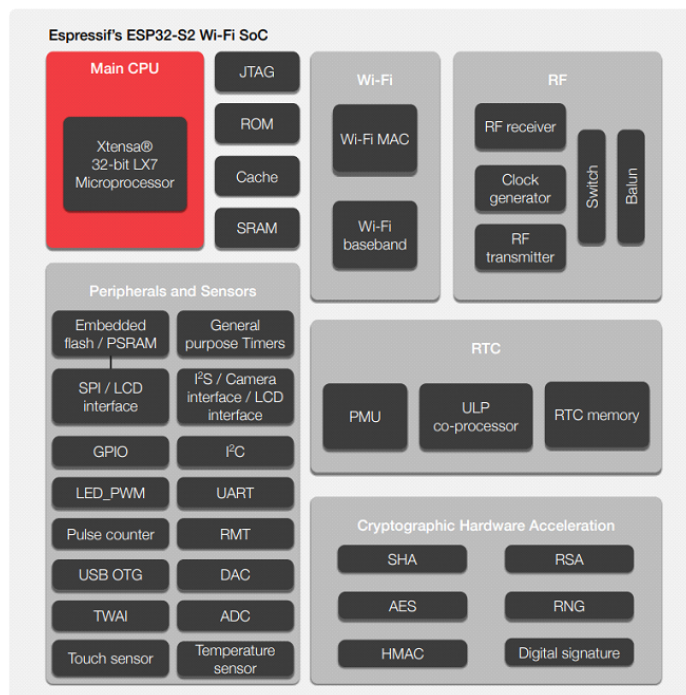 Espressif's ESP32-S2 Wi-Fi SoC
Main CPU
Xtensa®
32-bit LX7
Microprocessor
JTAG
ROM
Cache
SRAM
Wi-Fi
Wi-Fi MAC
Wi-Fi
baseband
RF
RF receiver
Clock
generator
RF
transmitter
Switch
Balun
Peripherals and Sensors
Embedded
flash / PSRAM
General
purpose Timers
SPI / LCD
interface
I²S / Camera
interface / LCD
interface
GPIO
I²C
LED_PWM
UART
Pulse counter
RMT
USB OTG
DAC
TWAI
ADC
Touch sensor
Temperature
sensor
RTC
PMU
ULP
co-processor
RTC memory
Cryptographic Hardware Acceleration
SHA
RSA
AES
RNG
HMAC
Digital signature